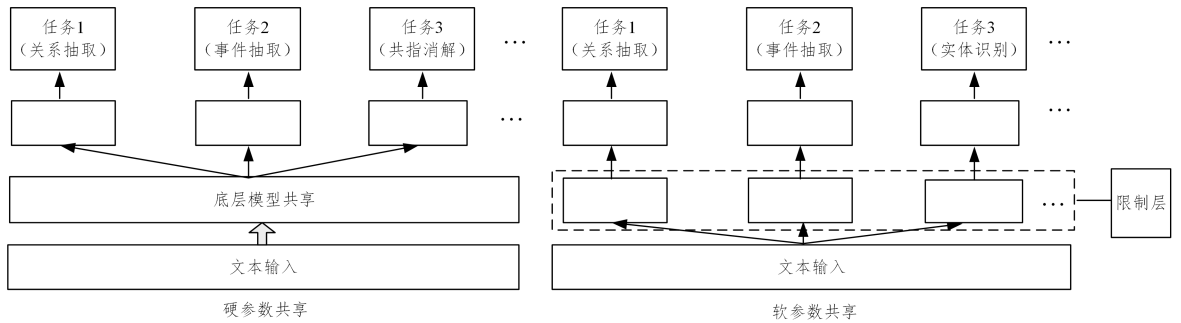 任务1
（关系抽取）
任务2
（事件抽取）
任务3
（共指消解）
…
…
底层模型共享
文本输入
硬参数共享
任务1
（关系抽取）
任务2
（事件抽取）
任务3
（实体识别）
…
…
…
限制层
文本输入
软参数共享